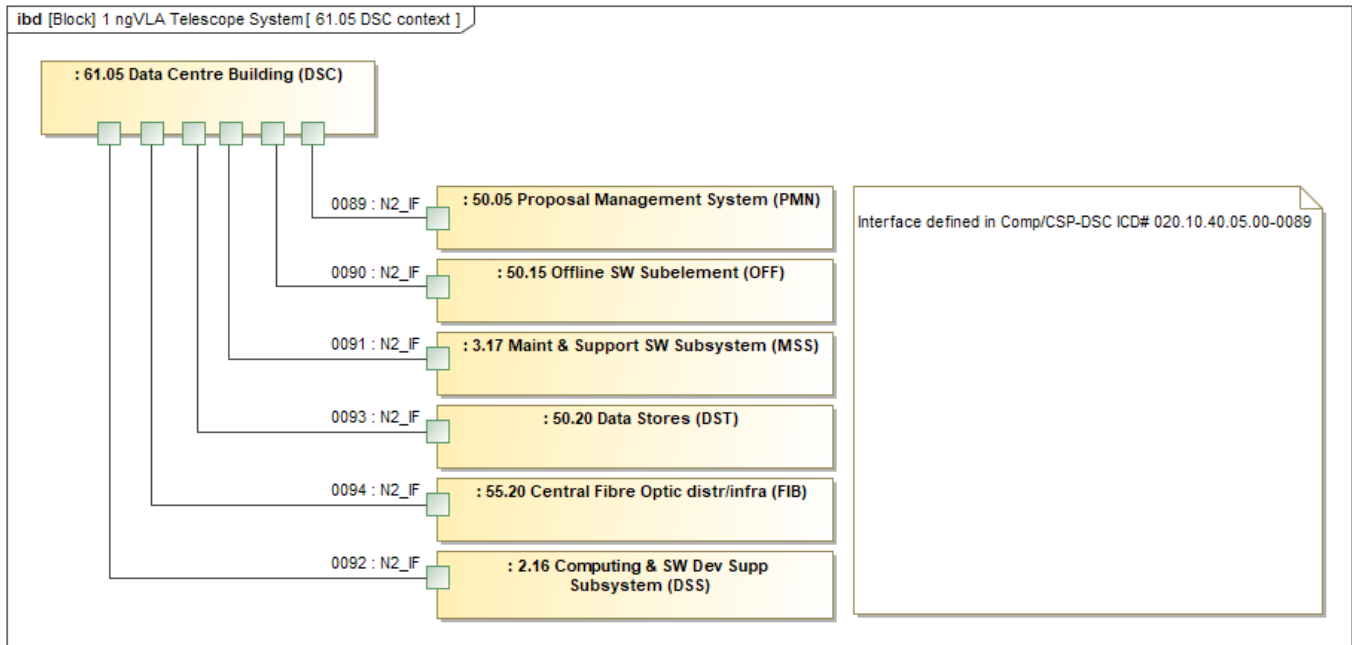 ibd [Block] 1 ngVLA Telescope System[ 61.05 DSC context ]
: 61.05 Data Centre Building (DSC)
0089 : N2_IF
: 50.05 Proposal Management System (PMN)
Interface defined in Comp/CSP-DSC ICD# 020.10.40.05.00-0089
0090 : N2_IF
: 50.15 Offline SW Subelement (OFF)
0091 : N2_IF
: 3.17 Maint & Support SW Subsystem (MSS)
0093 : N2_IF
: 50.20 Data Stores (DST)
0094 : N2_IF
: 55.20 Central Fibre Optic distr/infra (FIB)
0092 : N2_IF
: 2.16 Computing & SW Dev Supp
Subsystem (DSS)